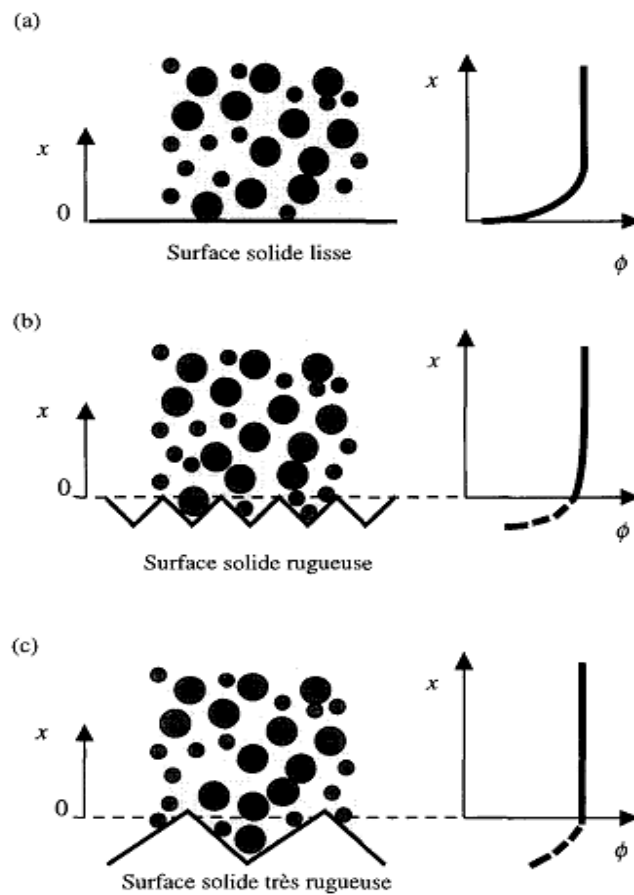 (a)
x
x
0
Surface solide lisse
ϕ
(b)
x
x
0
ϕ
Surface solide rugueuse
(c)
x
x
0
ϕ
Surface solide très rugueuse